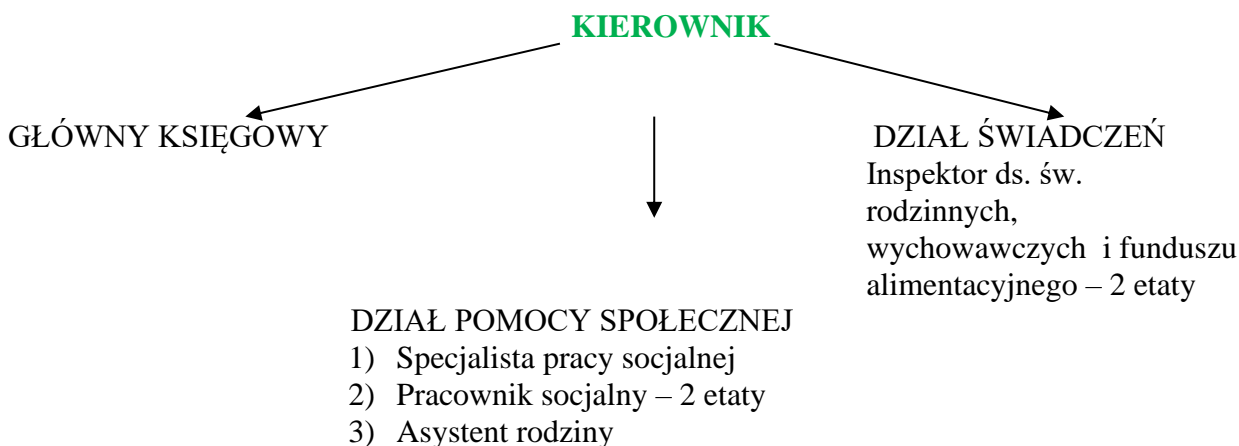 KIEROWNIK
GŁÓWNY KSIĘGOWY
DZIAŁ ŚWIADCZEŃ
Inspektor ds. św.
rodzinnych,
wychowawczych i funduszu
alimentacyjnego – 2 etaty
DZIAŁ POMOCY SPOŁECZNEJ
1) Specjalista pracy socjalnej
2) Pracownik socjalny – 2 etaty
3) Asystent rodziny